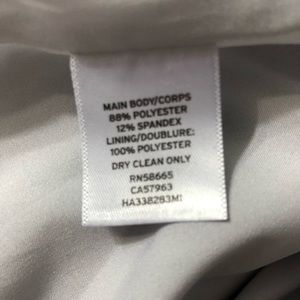 MAIN BODY/CORPS
88% POLYESTER
12% SPANDEX
LINING/DOUBLURE:
100% POLYESTER
DRY CLEAN ONLY
RN58665
CA57963
HA338283MI